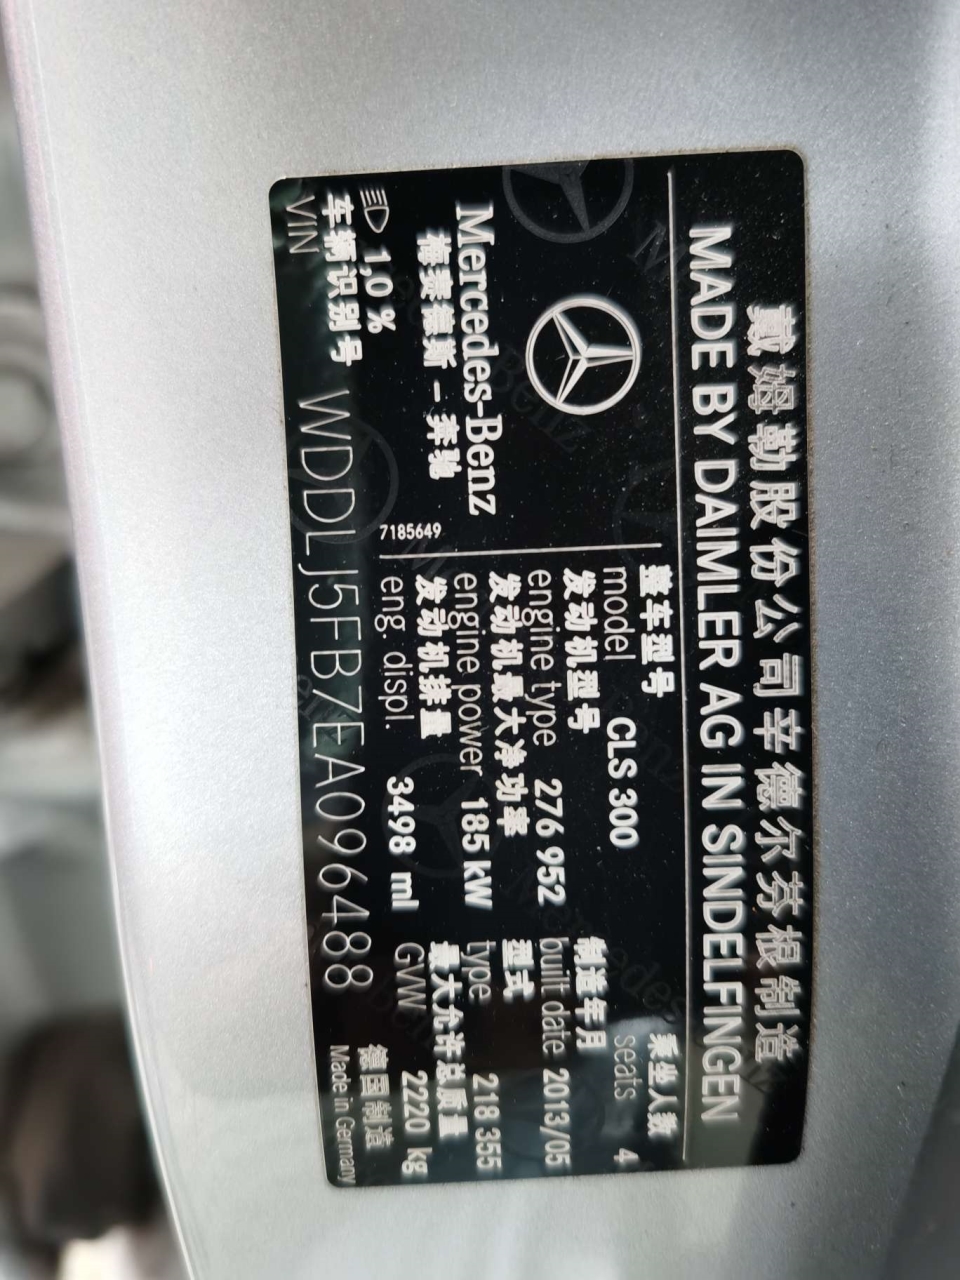 戴姆勒股份公司辛德尔芬根制造
MADE BY DAIMLER AG IN SINDELFINGEN
Mercedes-Benz
梅赛德斯-奔驰
1,0 %
7185649
整车型号
model CLS 300
发动机型号
engine type 276 952
发动机最大净功率
engine power 185 kW
发动机排量
eng. displ. 3498 ml
乘坐人数
seats 4
制造年月
built date 2013/05
型式
type 218 355
最大允许总质量
GVW 2220 kg
车辆识别号
VIN WDDLJ5FBZEA096488
德国制造
Made in Germany